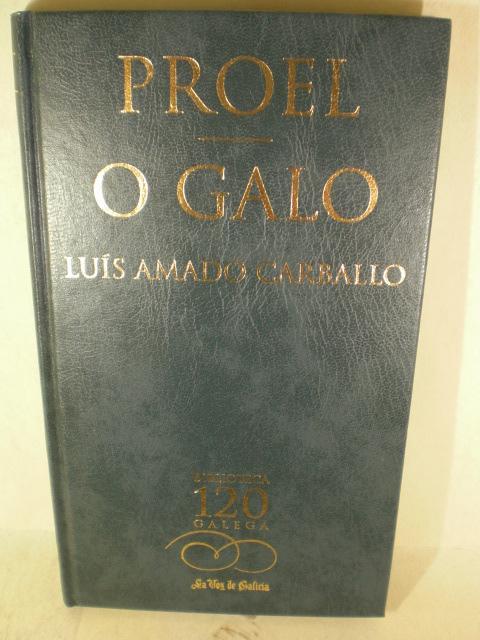 PROEL
O GALO
LUÍS AMADO CARBALLO
BIBLIOTECA
120
GALEGA
La Voz de Galicia